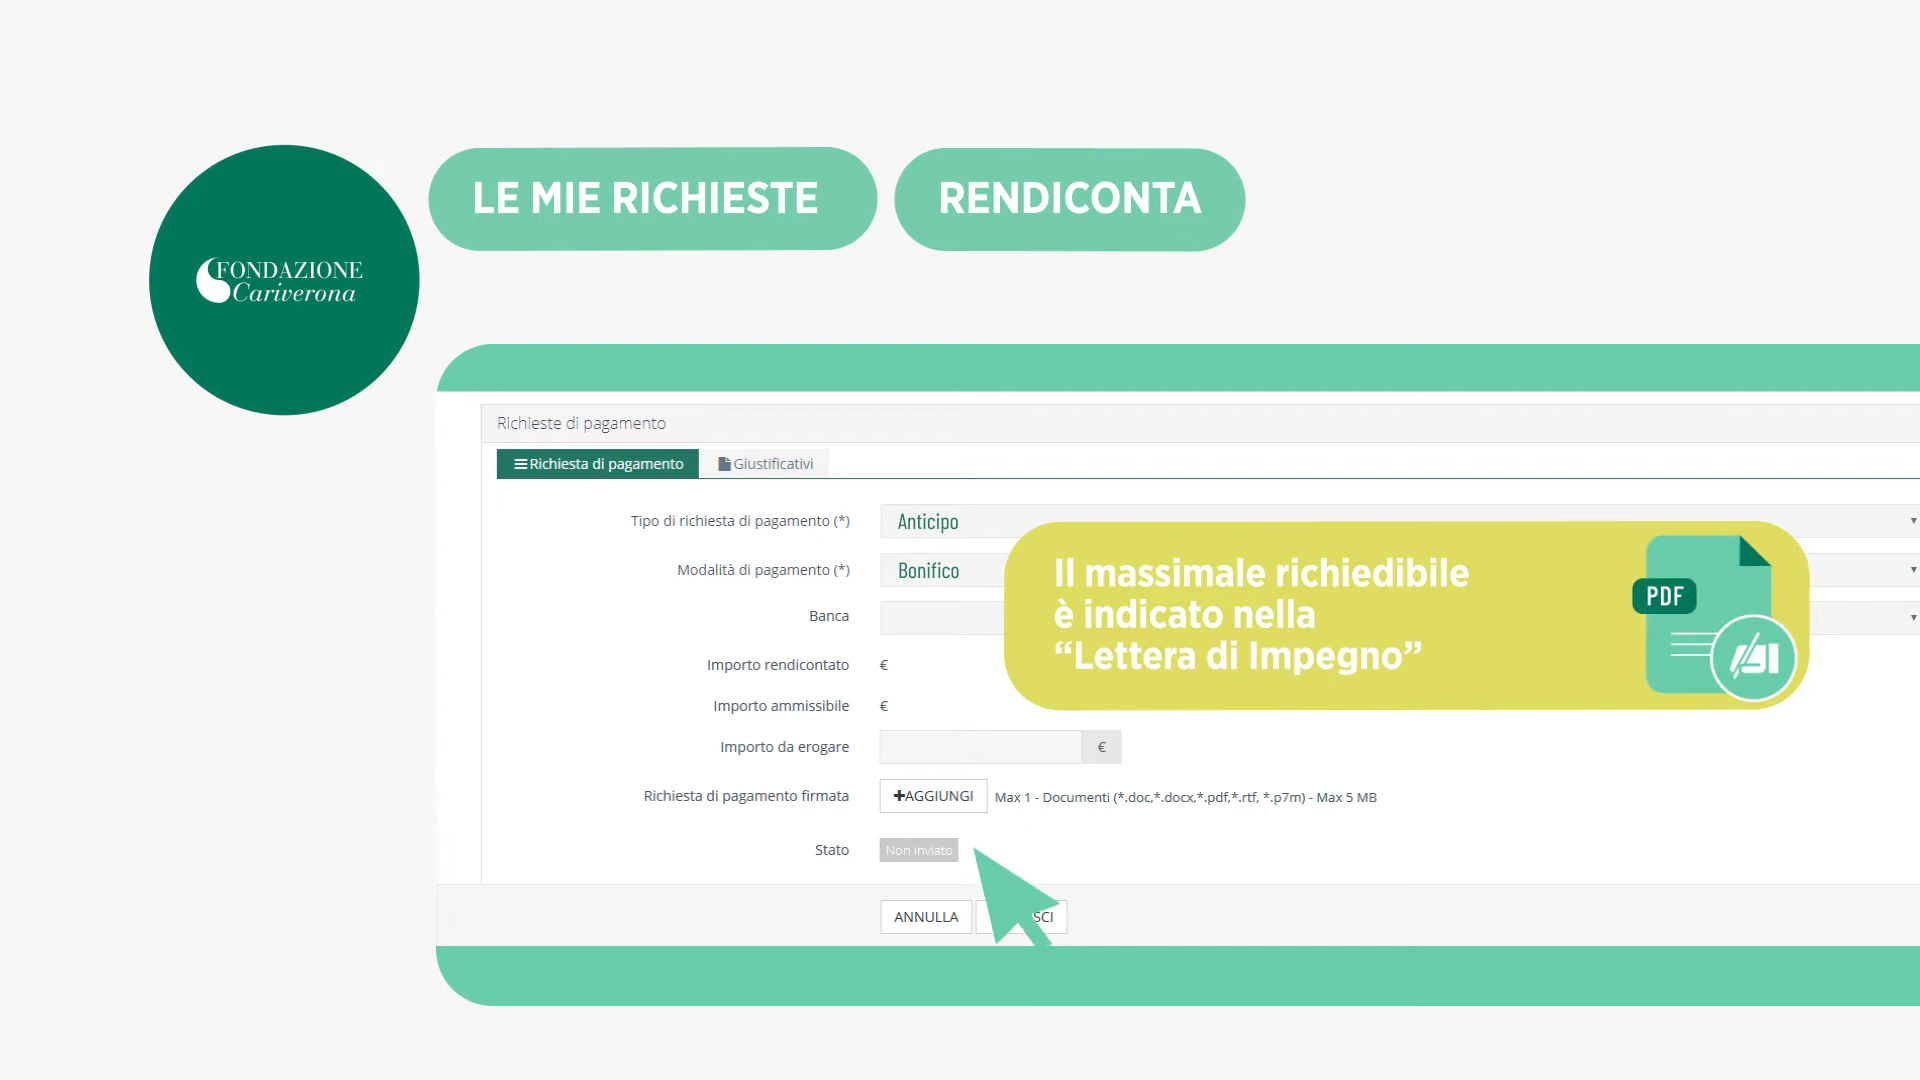 FONDAZIONE
Cariverona
LE MIE RICHIESTE
RENDICONTA
Richieste di pagamento
Richiesta di pagamento
Giustificativi
Tipo di richiesta di pagamento (*)
Anticipo
Modalità di pagamento (*)
Bonifico
Banca
Il massimale richiedibile
è indicato nella
“Lettera di Impegno”
PDF
Importo rendicontato €
Importo ammissibile €
Importo da erogare €
Richiesta di pagamento firmata
+AGGIUNGI
Max 1 - Documenti (*.doc,*.docx,*.pdf,*.rtf, *.p7m) - Max 5 MB
Stato
Non inviato
ANNULLA